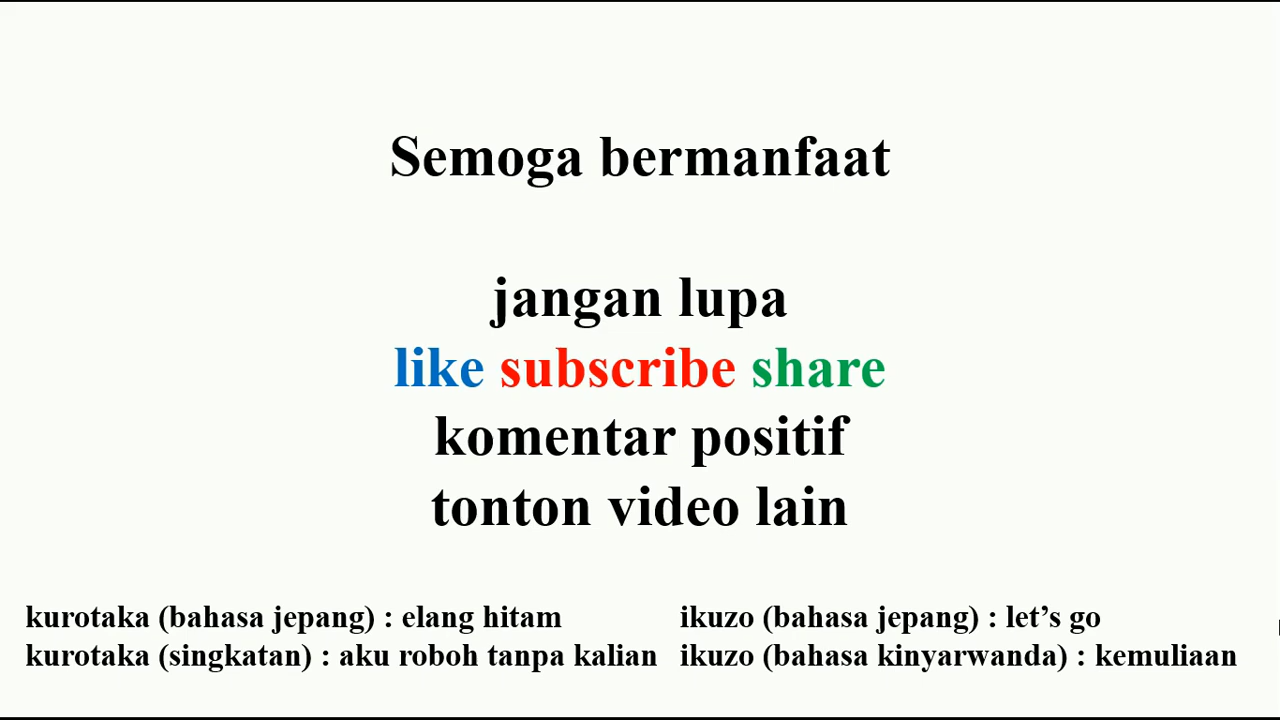 Semoga bermanfaat
jangan lupa
like subscribe share
komentar positif
tonton video lain
kurotaka (bahasa jepang) : elang hitam
kurotaka (singkatan) : aku roboh tanpa kalian
ikuzo (bahasa jepang) : let’s go
ikuzo (bahasa kinyarwanda) : kemuliaan